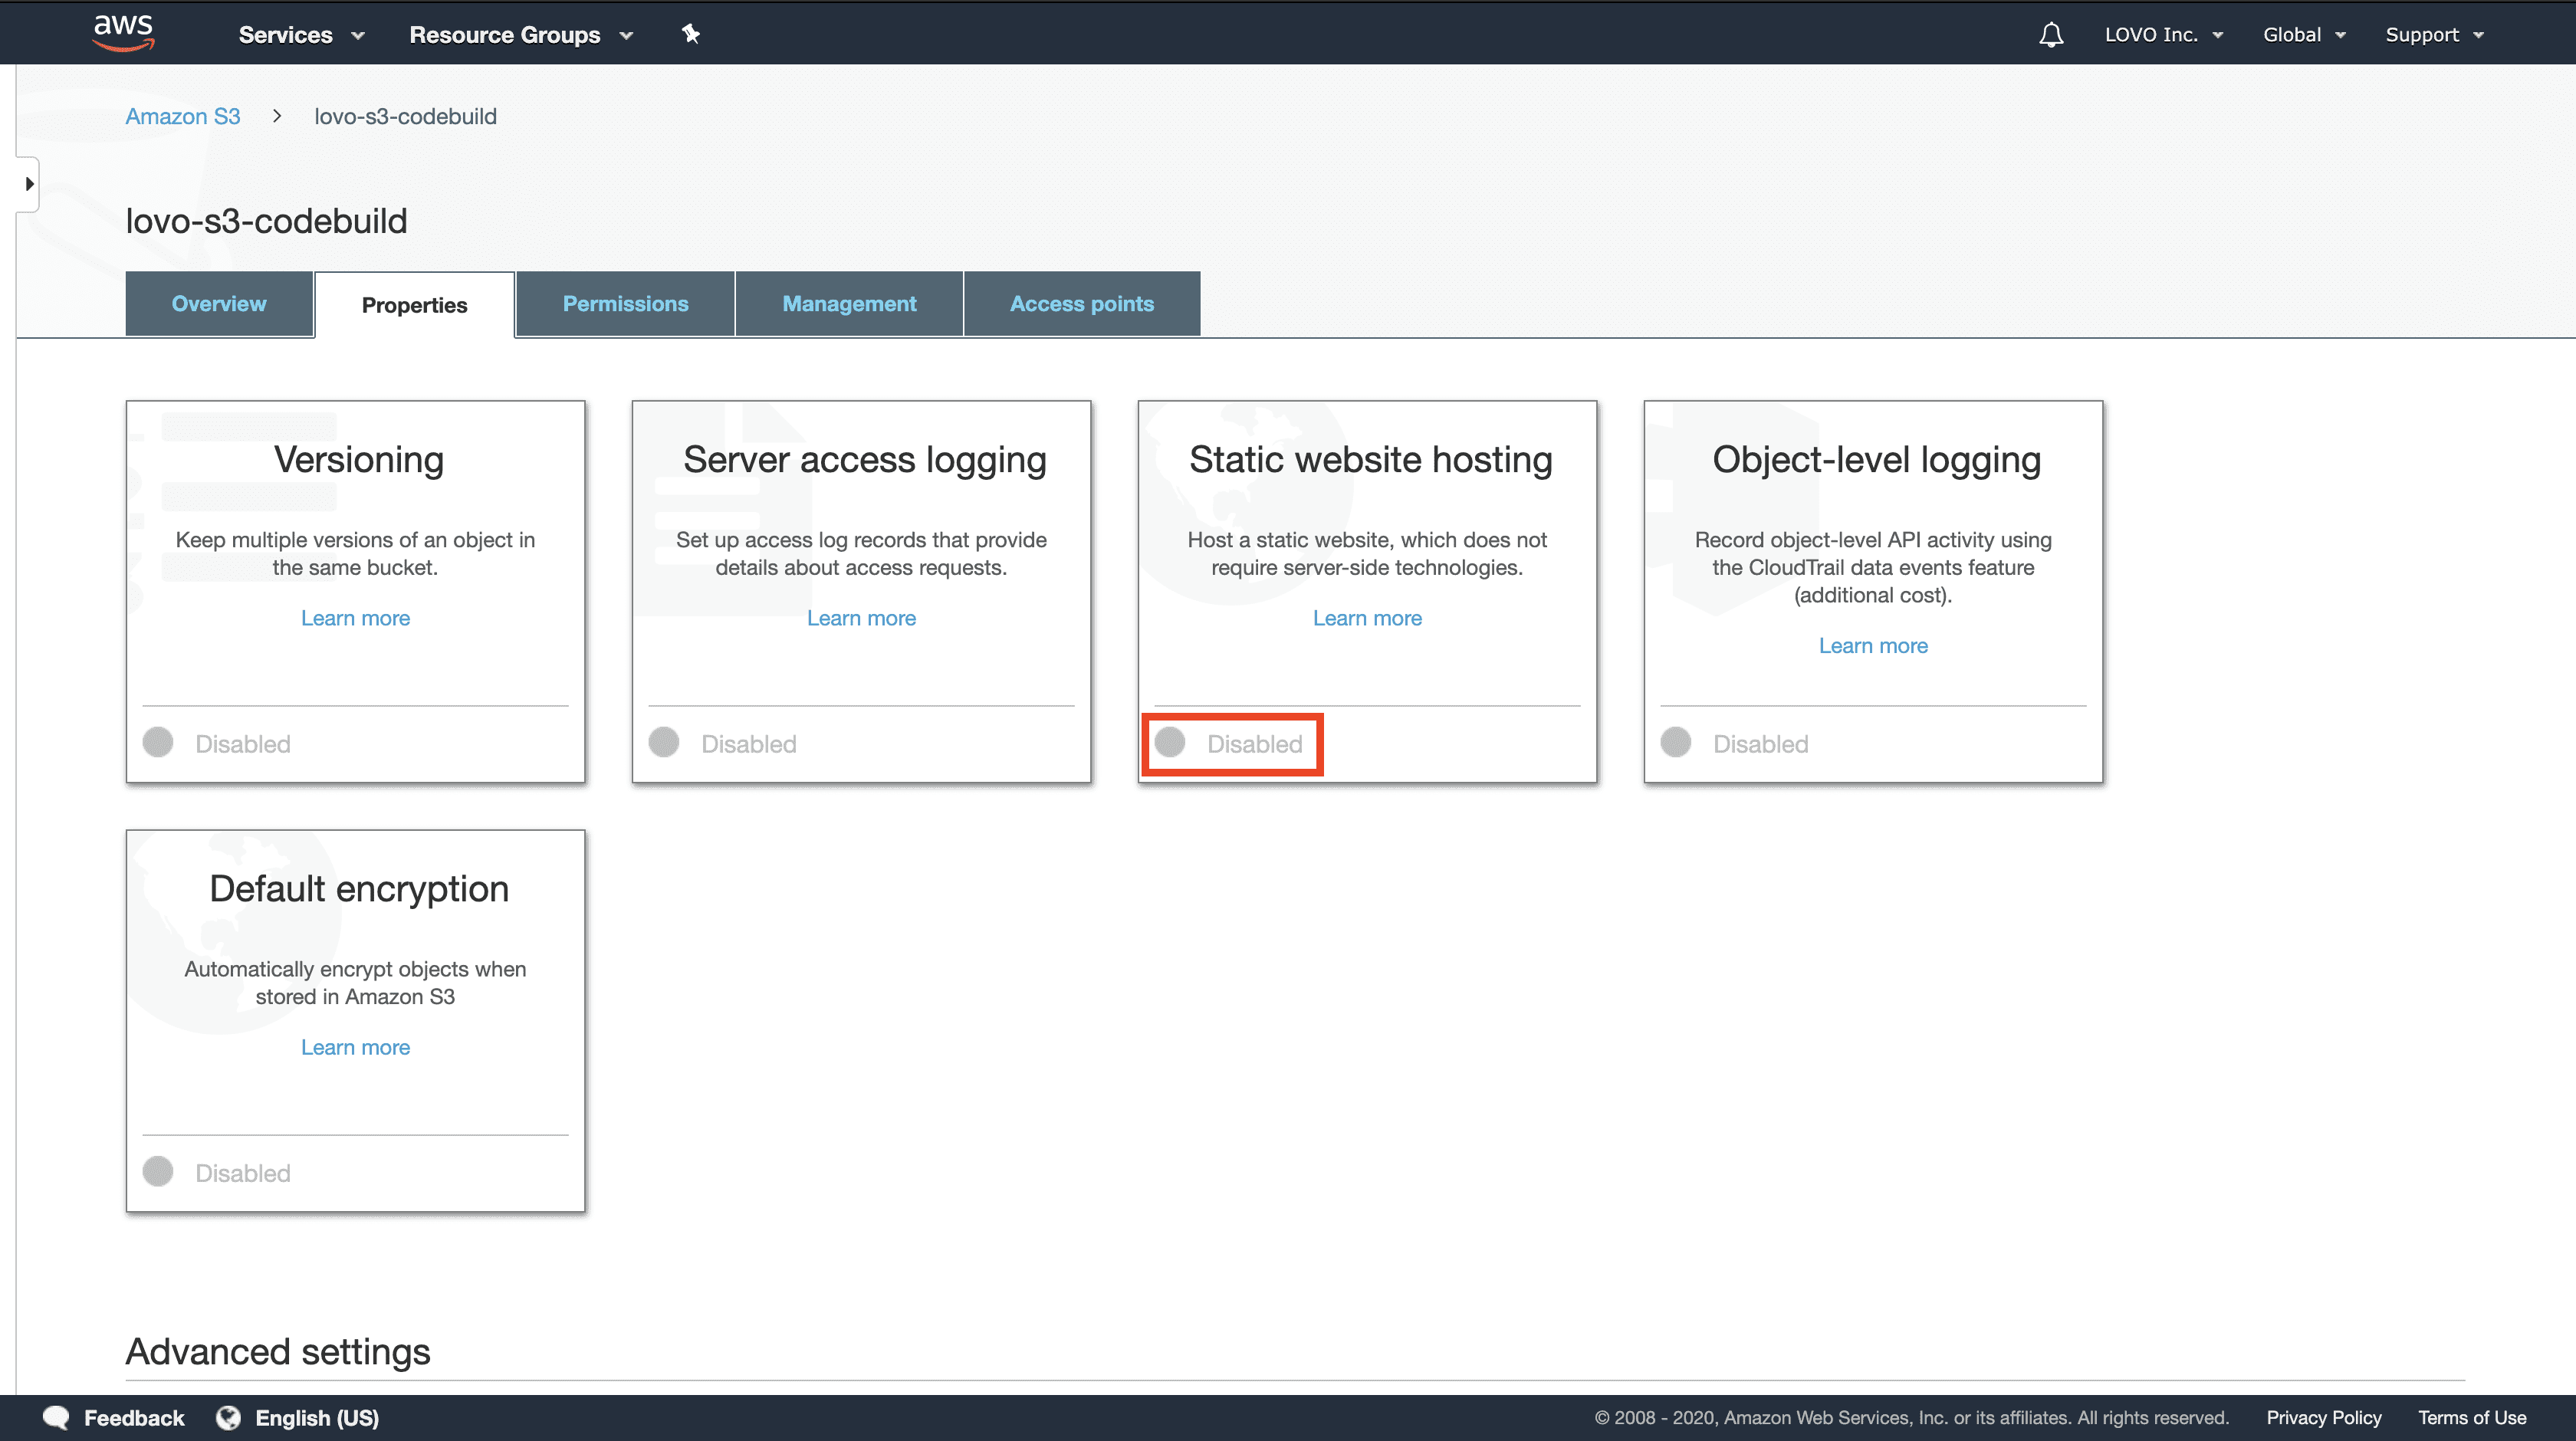 aws Services Resource Groups LOVO Inc. Global Support
Amazon S3 > lovo-s3-codebuild
lovo-s3-codebuild
Overview Properties Permissions Management Access points
Versioning
Keep multiple versions of an object in
the same bucket.
Learn more
Disabled
Server access logging
Set up access log records that provide
details about access requests.
Learn more
Disabled
Static website hosting
Host a static website, which does not
require server-side technologies.
Learn more
Disabled
Object-level logging
Record object-level API activity using
the CloudTrail data events feature
(additional cost).
Learn more
Disabled
Default encryption
Automatically encrypt objects when
stored in Amazon S3
Learn more
Disabled
Advanced settings
Feedback English (US) © 2008 - 2020, Amazon Web Services, Inc. or its affiliates. All rights reserved. Privacy Policy Terms of Use